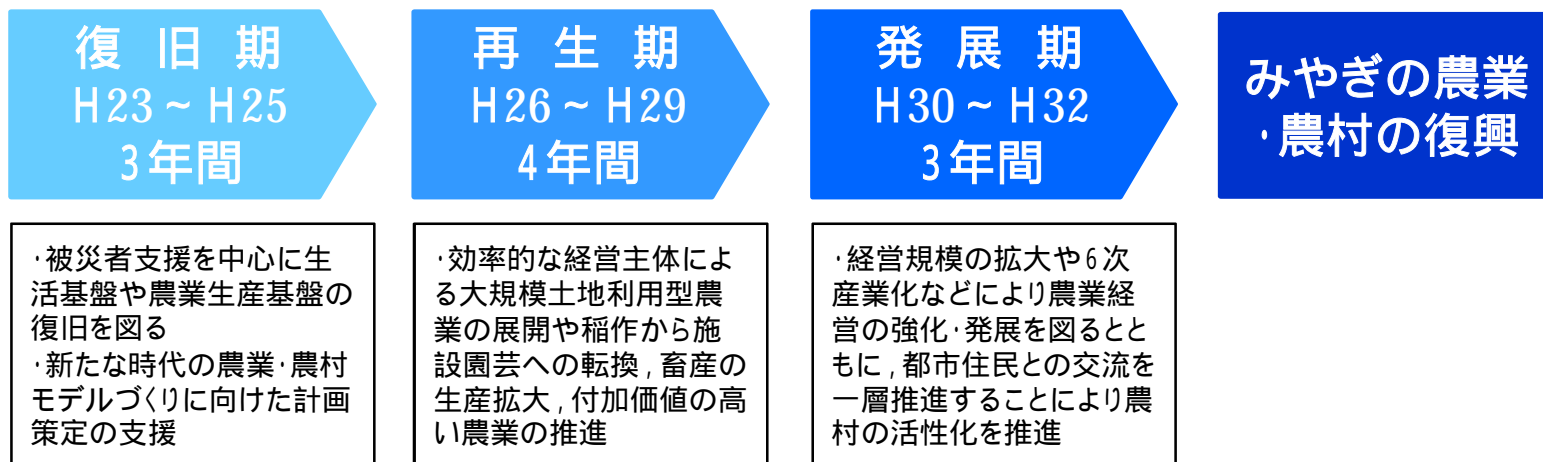 復旧期
H23~H25
3年間
再生期
H26~H29
4年間
発展期
H30~H32
3年間
みやぎの農業
・農村の復興
・被災者支援を中心に生
活基盤や農業生産基盤の
復旧を図る
・新たな時代の農業・農村
モデルづくりに向けた計画
策定の支援
・効率的な経営主体によ
る大規模土地利用型農
業の展開や稲作から施
設園芸への転換，畜産の
生産拡大，付加価値の高
い農業の推進
・経営規模の拡大や6次
産業化などにより農業経
営の強化・発展を図るとと
もに，都市住民との交流を
一層推進することにより農
村の活性化を推進